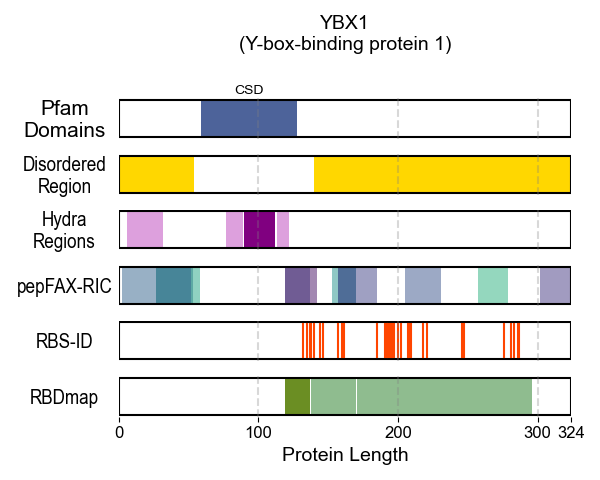 YBX1
(Y-box-binding protein 1)
CSD
Pfam
Domains
Disordered
Region
Hydra
Regions
pepFAX-RIC
RBS-ID
RBDmap
0 100 200 300 324
Protein Length